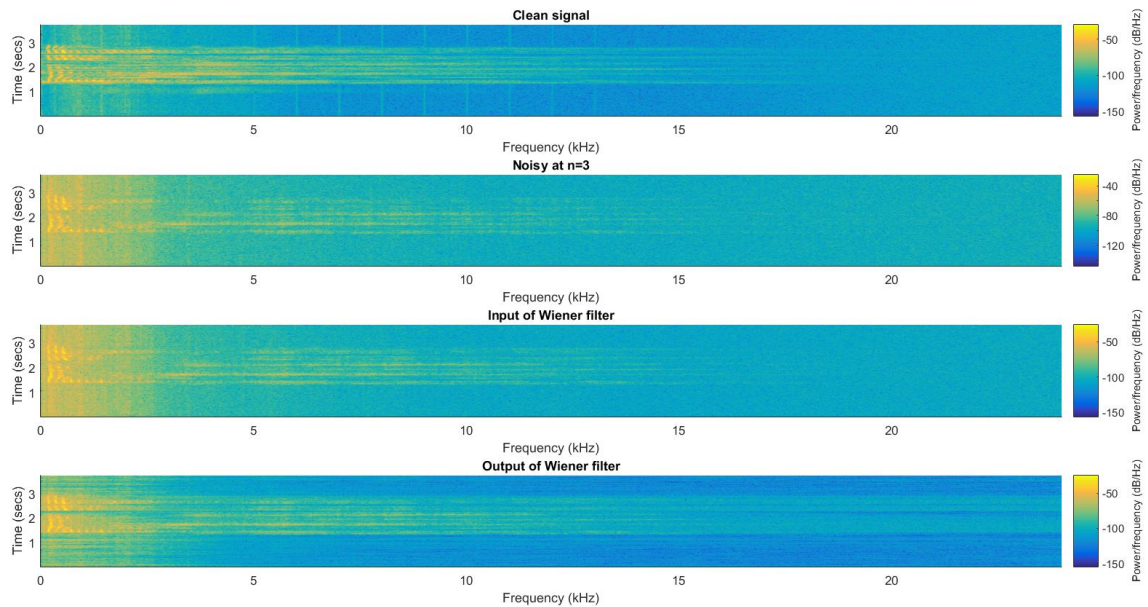 Clean signal
Time (secs)
3
2
1
0
5
10
15
20
Frequency (kHz)
-50
-100
-150
Power/frequency (dB/Hz)
Noisy at n=3
Time (secs)
3
2
1
0
5
10
15
20
Frequency (kHz)
-40
-80
-120
Power/frequency (dB/Hz)
Input of Wiener filter
Time (secs)
3
2
1
0
5
10
15
20
Frequency (kHz)
-50
-100
-150
Power/frequency (dB/Hz)
Output of Wiener filter
Time (secs)
3
2
1
0
5
10
15
20
Frequency (kHz)
-50
-100
-150
Power/frequency (dB/Hz)